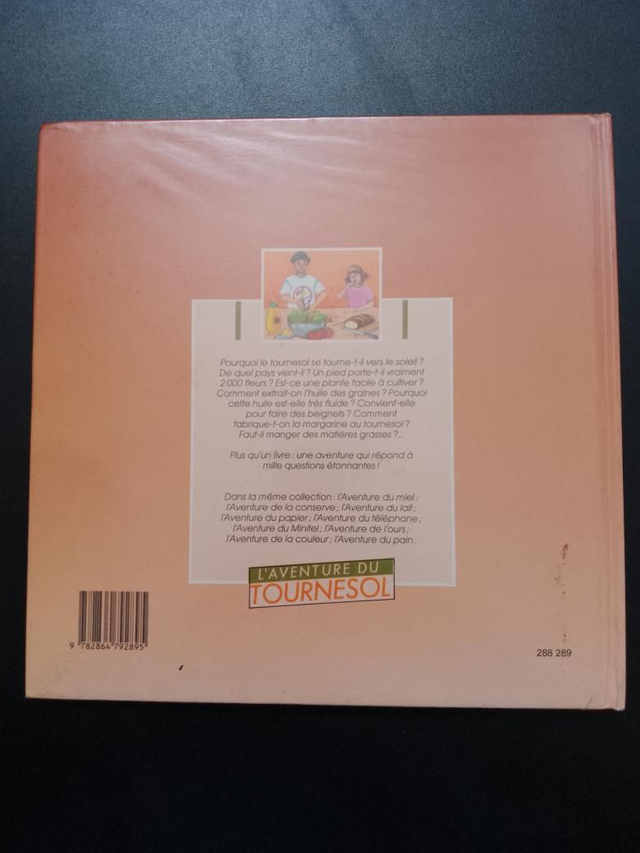 Pourquoi le tournesol se tourne-t-il vers le soleil ?
De quel pays vient-il ? Un pied porte-t-il vraiment
2 000 fleurs ? Est-ce une plante facile à cultiver ?
Comment extrait-on l'huile des graines ? Pourquoi
cette huile est-elle très fluide ? Convient-elle
pour faire des beignets ? Comment
fabrique-t-on la margarine au tournesol ?
Faut-il manger des matières grasses ?...
Plus qu'un livre : une aventure qui répond à
mille questions étonnantes !
Dans la même collection : l'Aventure du miel ;
l'Aventure de la conserve ; l'Aventure du lait ;
l'Aventure du papier ; l'Aventure du téléphone ;
l'Aventure du Minitel ; l'Aventure de l'ours ;
l'Aventure de la couleur ; l'Aventure du pain.
L'AVENTURE DU
TOURNESOL
9 782864 792895
288 289